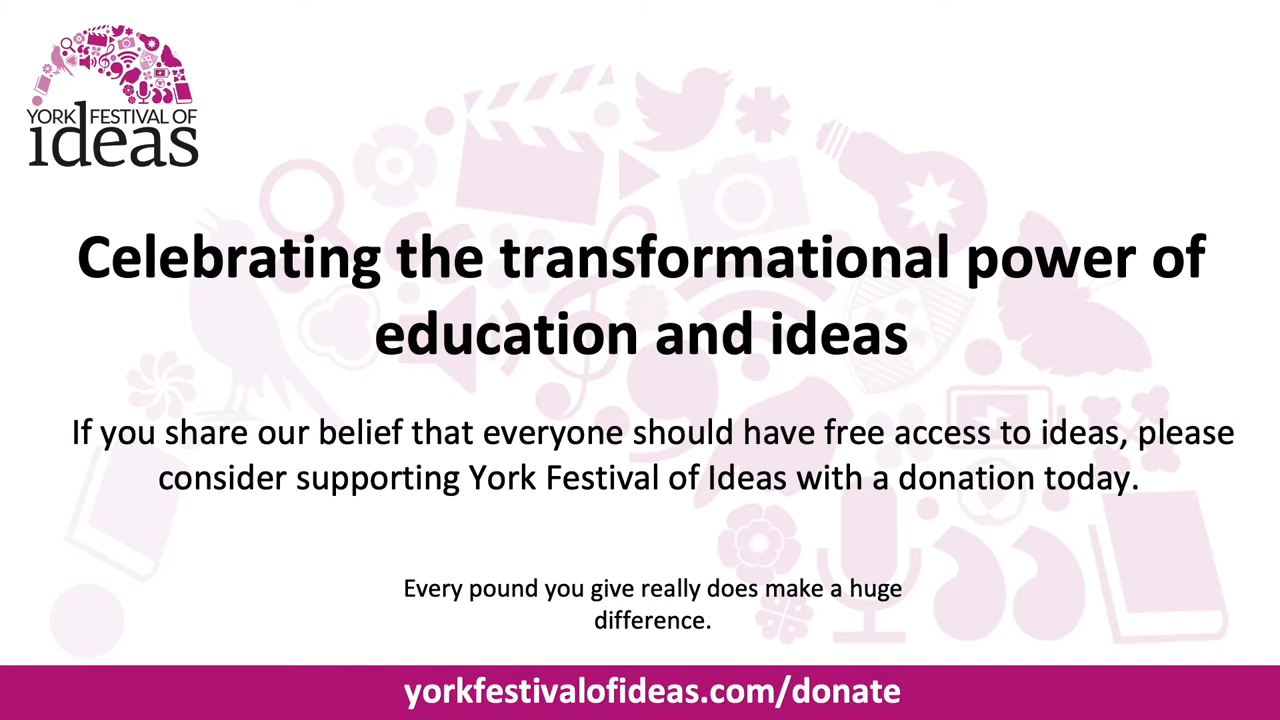 YORK FESTIVAL OF
ideas
Celebrating the transformational power of
education and ideas
If you share our belief that everyone should have free access to ideas, please
consider supporting York Festival of Ideas with a donation today.
Every pound you give really does make a huge
difference.
yorkfestivalofideas.com/donate